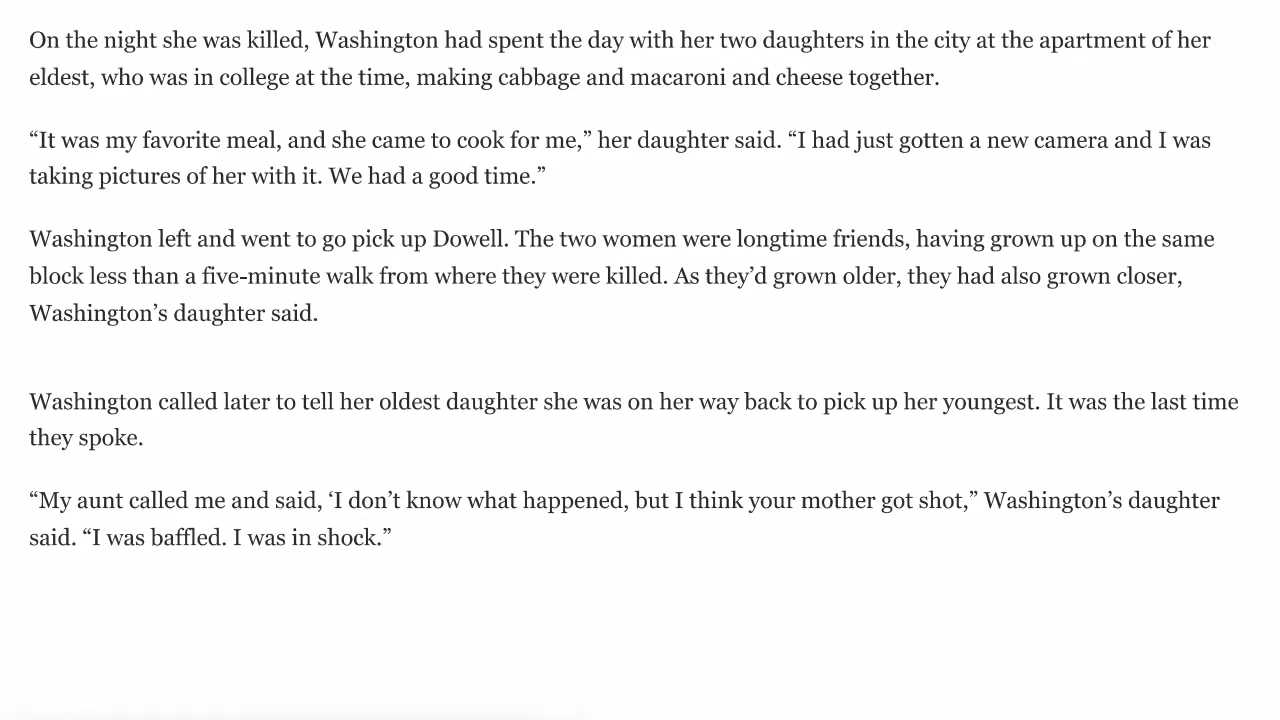 On the night she was killed, Washington had spent the day with her two daughters in the city at the apartment of her
eldest, who was in college at the time, making cabbage and macaroni and cheese together.
“It was my favorite meal, and she came to cook for me,” her daughter said. “I had just gotten a new camera and I was
taking pictures of her with it. We had a good time.”
Washington left and went to go pick up Dowell. The two women were longtime friends, having grown up on the same
block less than a five-minute walk from where they were killed. As they’d grown older, they had also grown closer,
Washington’s daughter said.
Washington called later to tell her oldest daughter she was on her way back to pick up her youngest. It was the last time
they spoke.
“My aunt called me and said, ‘I don’t know what happened, but I think your mother got shot,” Washington’s daughter
said. “I was baffled. I was in shock.”